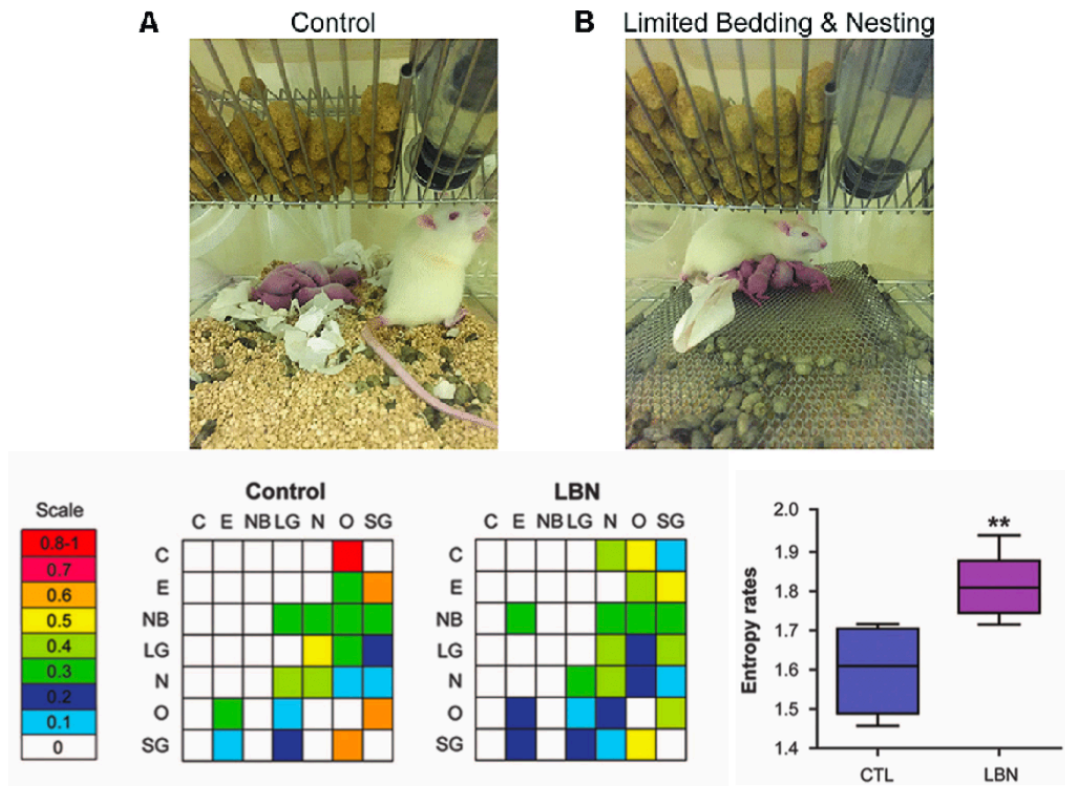 A Control
B Limited Bedding & Nesting
Scale
0.8-1
0.7
0.6
0.5
0.4
0.3
0.2
0.1
0
Control
C E NB LG N O SG
C
E
NB
LG
N
O
SG
LBN
C E NB LG N O SG
C
E
NB
LG
N
O
SG
Entropy rates
2.0
1.9
1.8
1.7
1.6
1.5
1.4
**
CTL LBN